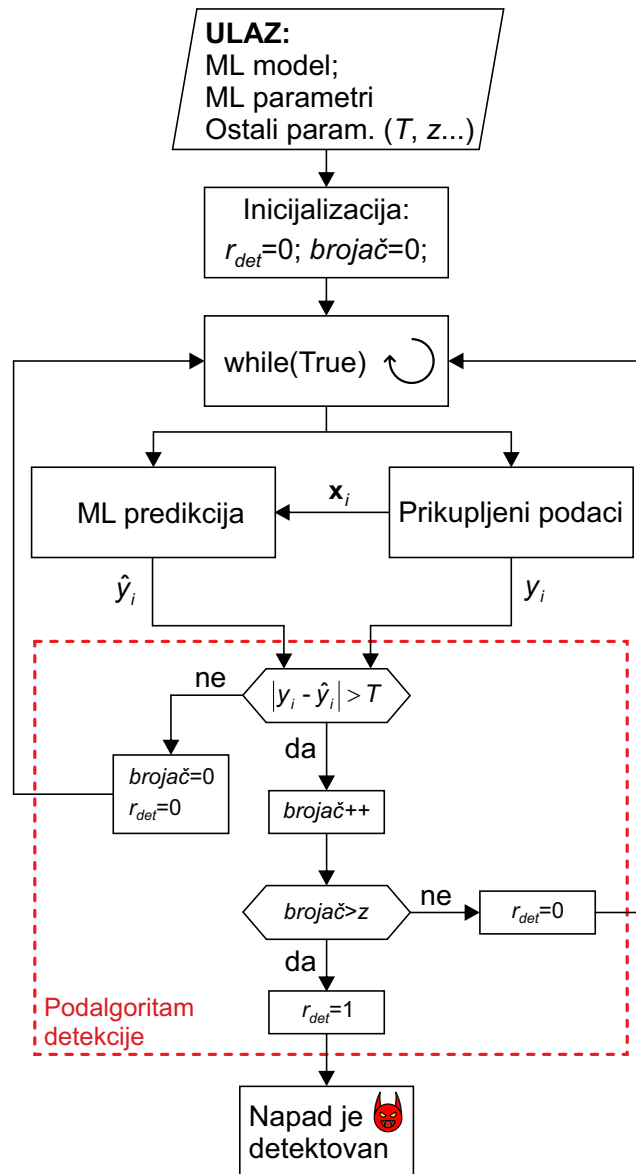 ULAZ:
ML model;
ML parametri
Ostali param. (T, z...)
Inicijalizacija:
r_det=0; brojač=0;
while(True)
ML predikcija
x_i
Prikupljeni podaci
ŷ_i
y_i
|y_i - ŷ_i| > T
ne
da
brojač=0
r_det=0
brojač++
brojač>z
ne
r_det=0
da
r_det=1
Podalgoritam
detekcije
Napad je
detektovan